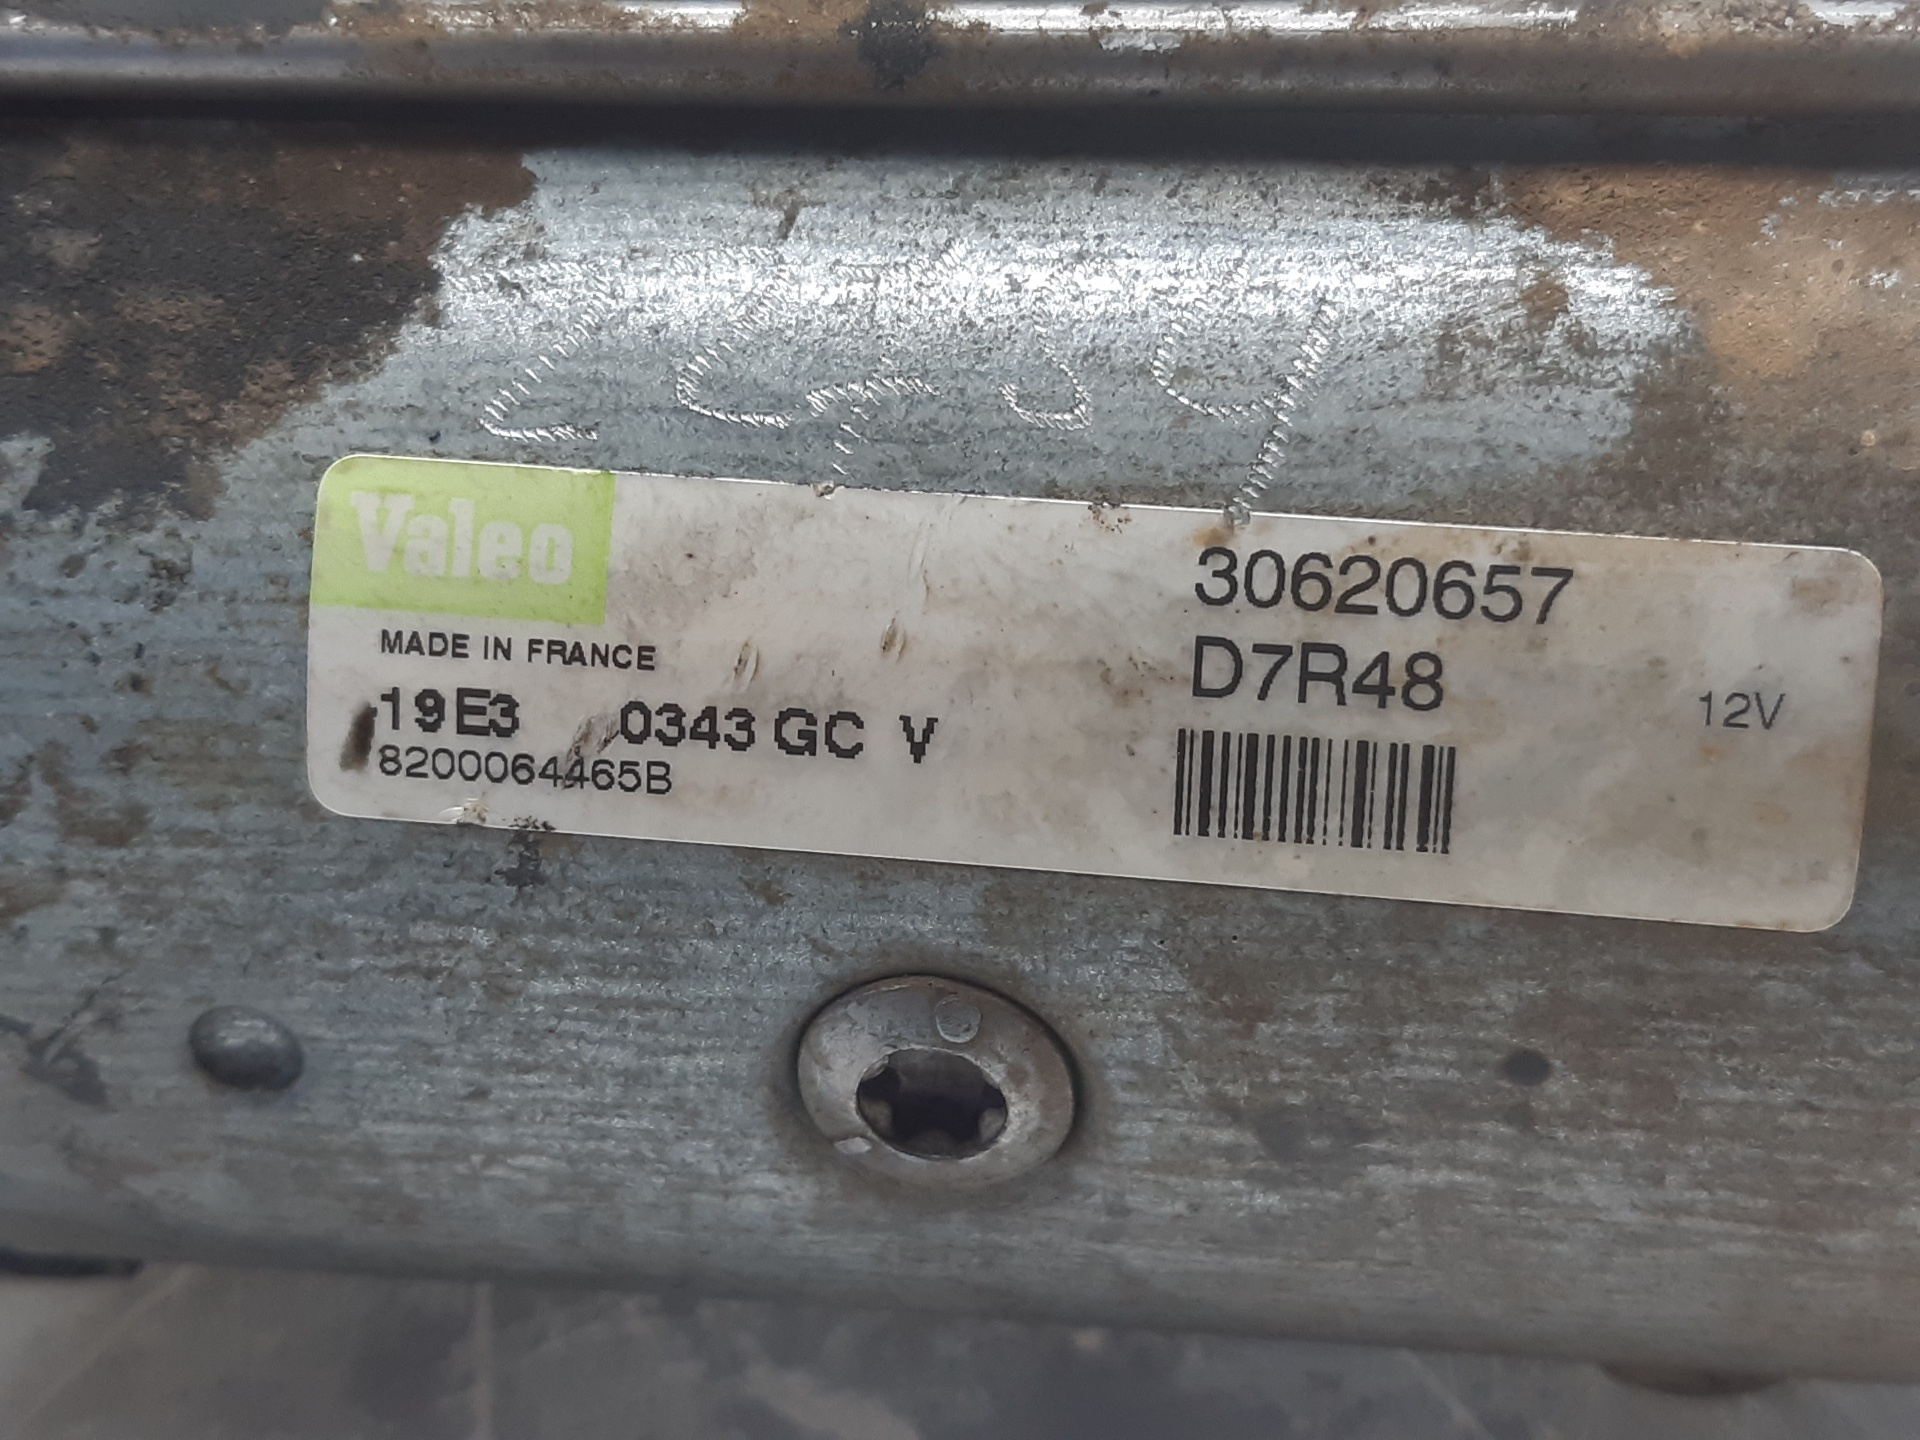 Valeo
MADE IN FRANCE
19E3 0343 GC V
8200064465B
30620657
D7R48
12V